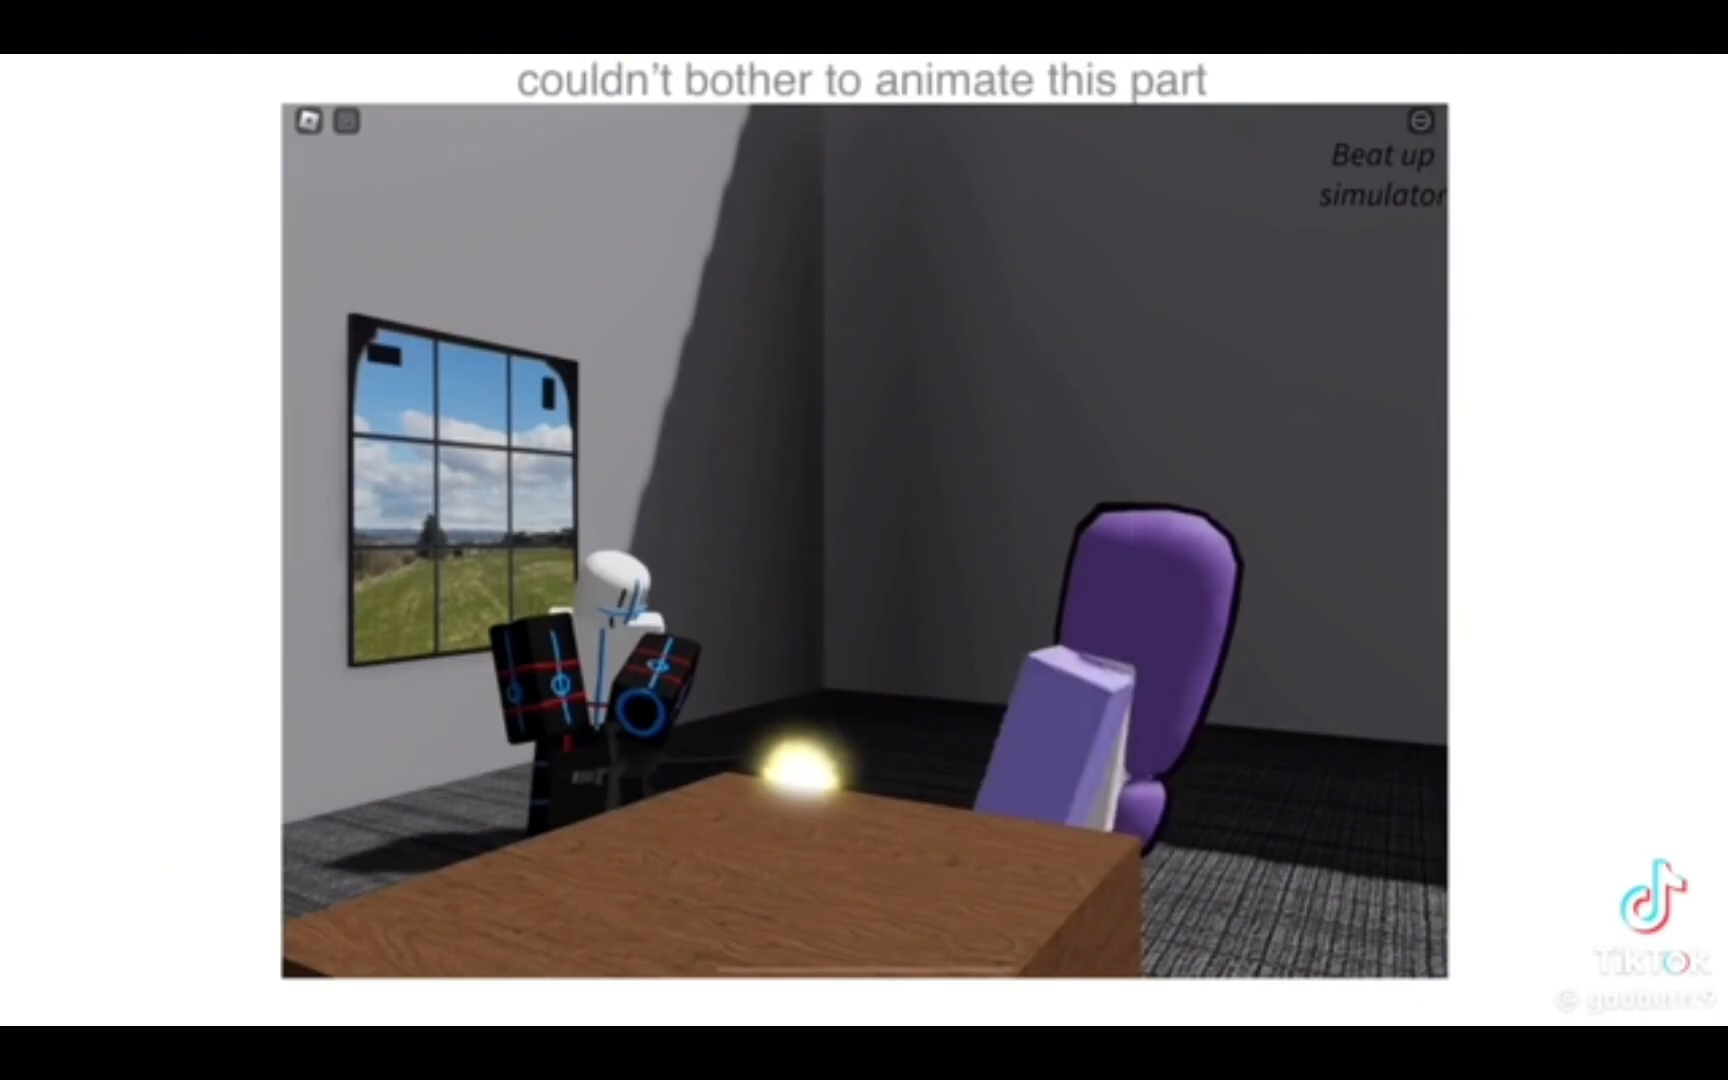 couldn't bother to animate this part
Beat up
simulator
TikTok